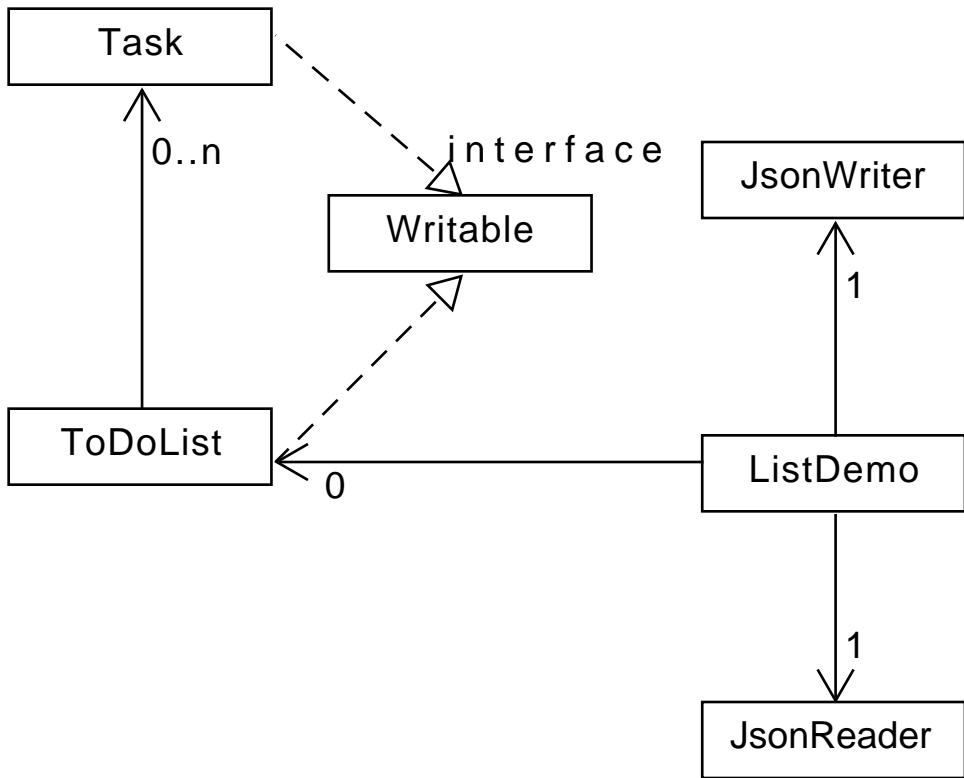 Task
0..n
interface
JsonWriter
Writable
1
ToDoList
ListDemo
0
1
JsonReader